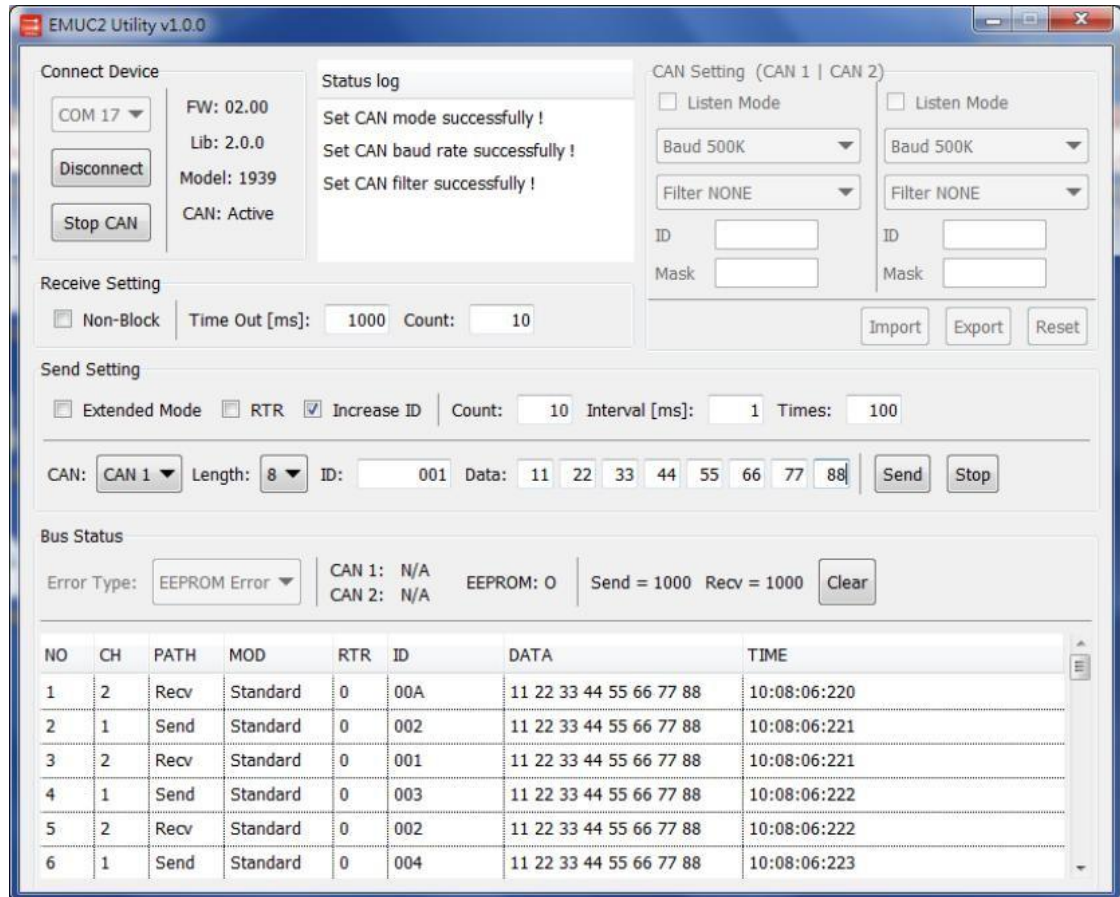 EMUC2 Utility v1.0.0
Connect Device
COM 17
Disconnect
Stop CAN
FW: 02.00
Lib: 2.0.0
Model: 1939
CAN: Active
Status log
Set CAN mode successfully !
Set CAN baud rate successfully !
Set CAN filter successfully !
CAN Setting (CAN 1 | CAN 2)
Listen Mode
Baud 500K
Filter NONE
ID
Mask
Listen Mode
Baud 500K
Filter NONE
ID
Mask
Import Export Reset
Receive Setting
Non-Block Time Out [ms]: 1000 Count: 10
Send Setting
Extended Mode RTR Increase ID Count: 10 Interval [ms]: 1 Times: 100
CAN: CAN 1 Length: 8 ID: 001 Data: 11 22 33 44 55 66 77 88 Send Stop
Bus Status
Error Type: EEPROM Error
CAN 1: N/A
CAN 2: N/A
EEPROM: O
Send = 1000 Recv = 1000 Clear
NO CH PATH MOD RTR ID DATA TIME
1 2 Recv Standard 0 00A 11 22 33 44 55 66 77 88 10:08:06:220
2 1 Send Standard 0 002 11 22 33 44 55 66 77 88 10:08:06:221
3 2 Recv Standard 0 001 11 22 33 44 55 66 77 88 10:08:06:221
4 1 Send Standard 0 003 11 22 33 44 55 66 77 88 10:08:06:222
5 2 Recv Standard 0 002 11 22 33 44 55 66 77 88 10:08:06:222
6 1 Send Standard 0 004 11 22 33 44 55 66 77 88 10:08:06:223